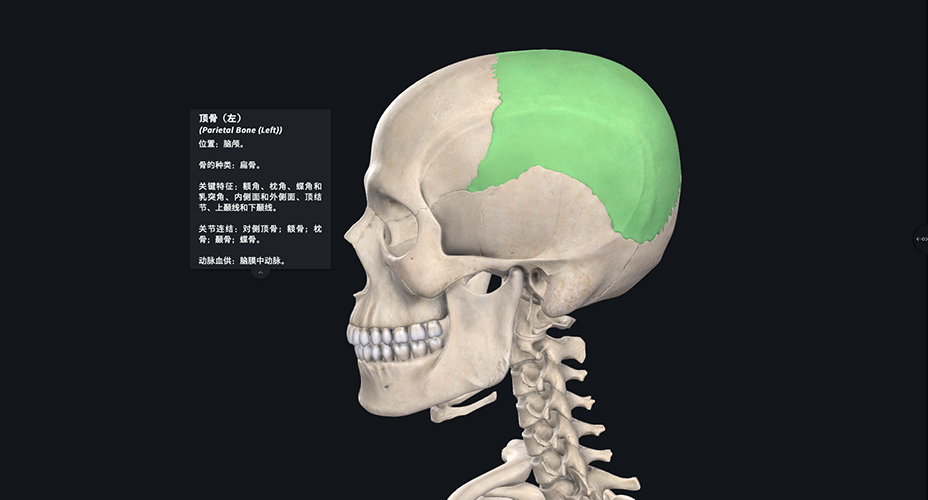 顶骨（左）
(Parietal Bone (Left))
位置：脑颅。
骨的种类：扁骨。
关键特征：额角、枕角、蝶角和
乳突角、内侧面和外侧面、顶结
节、上颞线和下颞线。
关节连结：对侧顶骨；额骨；枕
骨；颞骨；蝶骨。
动脉血供：脑膜中动脉。